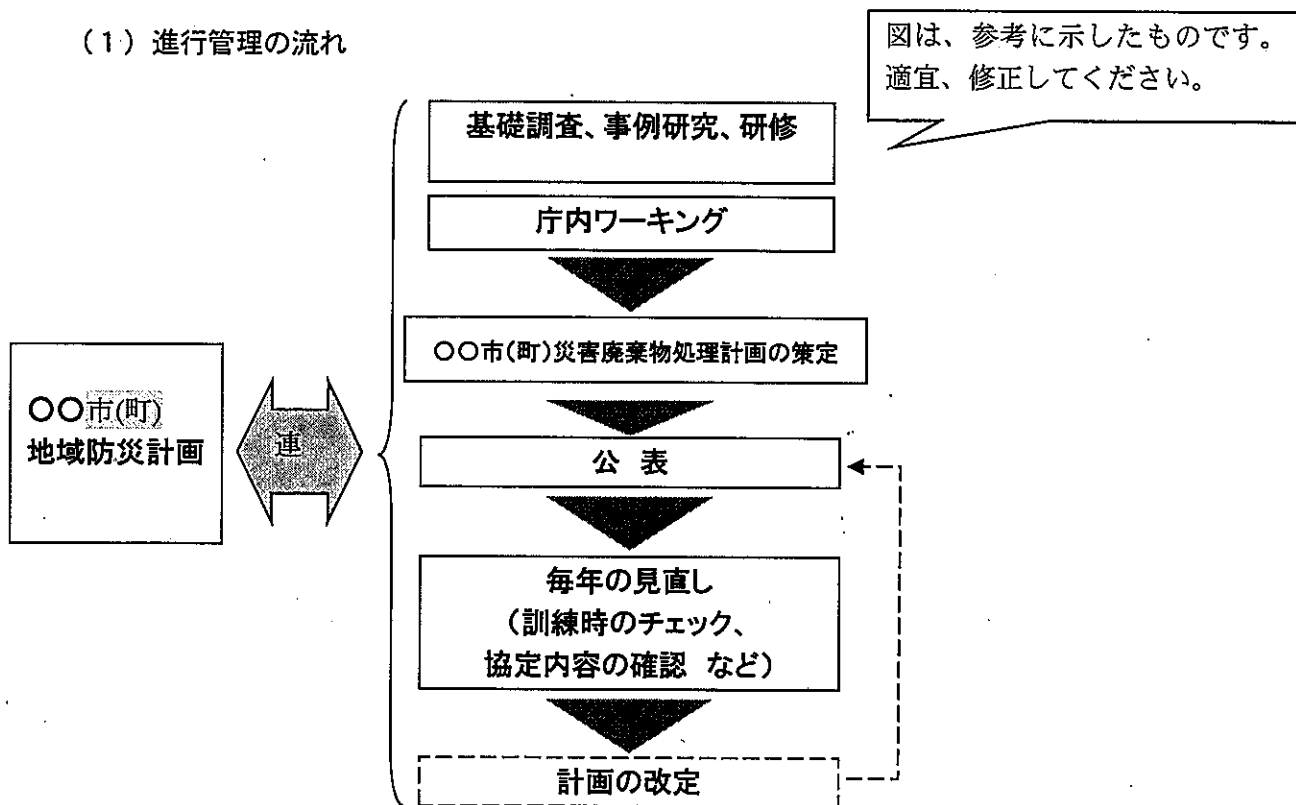 (1)進行管理の流れ
図は、参考に示したものです。
適宜、修正してください。
基礎調査、事例研究、研修
庁内ワーキング
〇〇市(町)災害廃棄物処理計画の策定
〇〇市(町)
地域防災計画
連
公 表
毎年の見直し
(訓練時のチェック、
協定内容の確認 など)
計画の改定